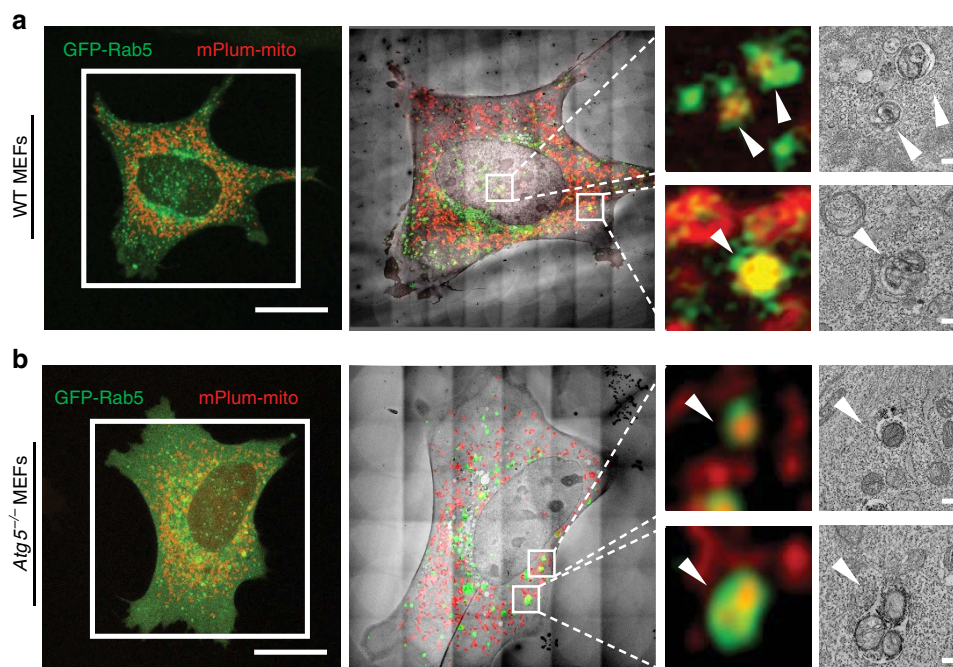 a
WT MEFs
GFP-Rab5 mPlum-mito
b
Atg5–/– MEFs
GFP-Rab5 mPlum-mito